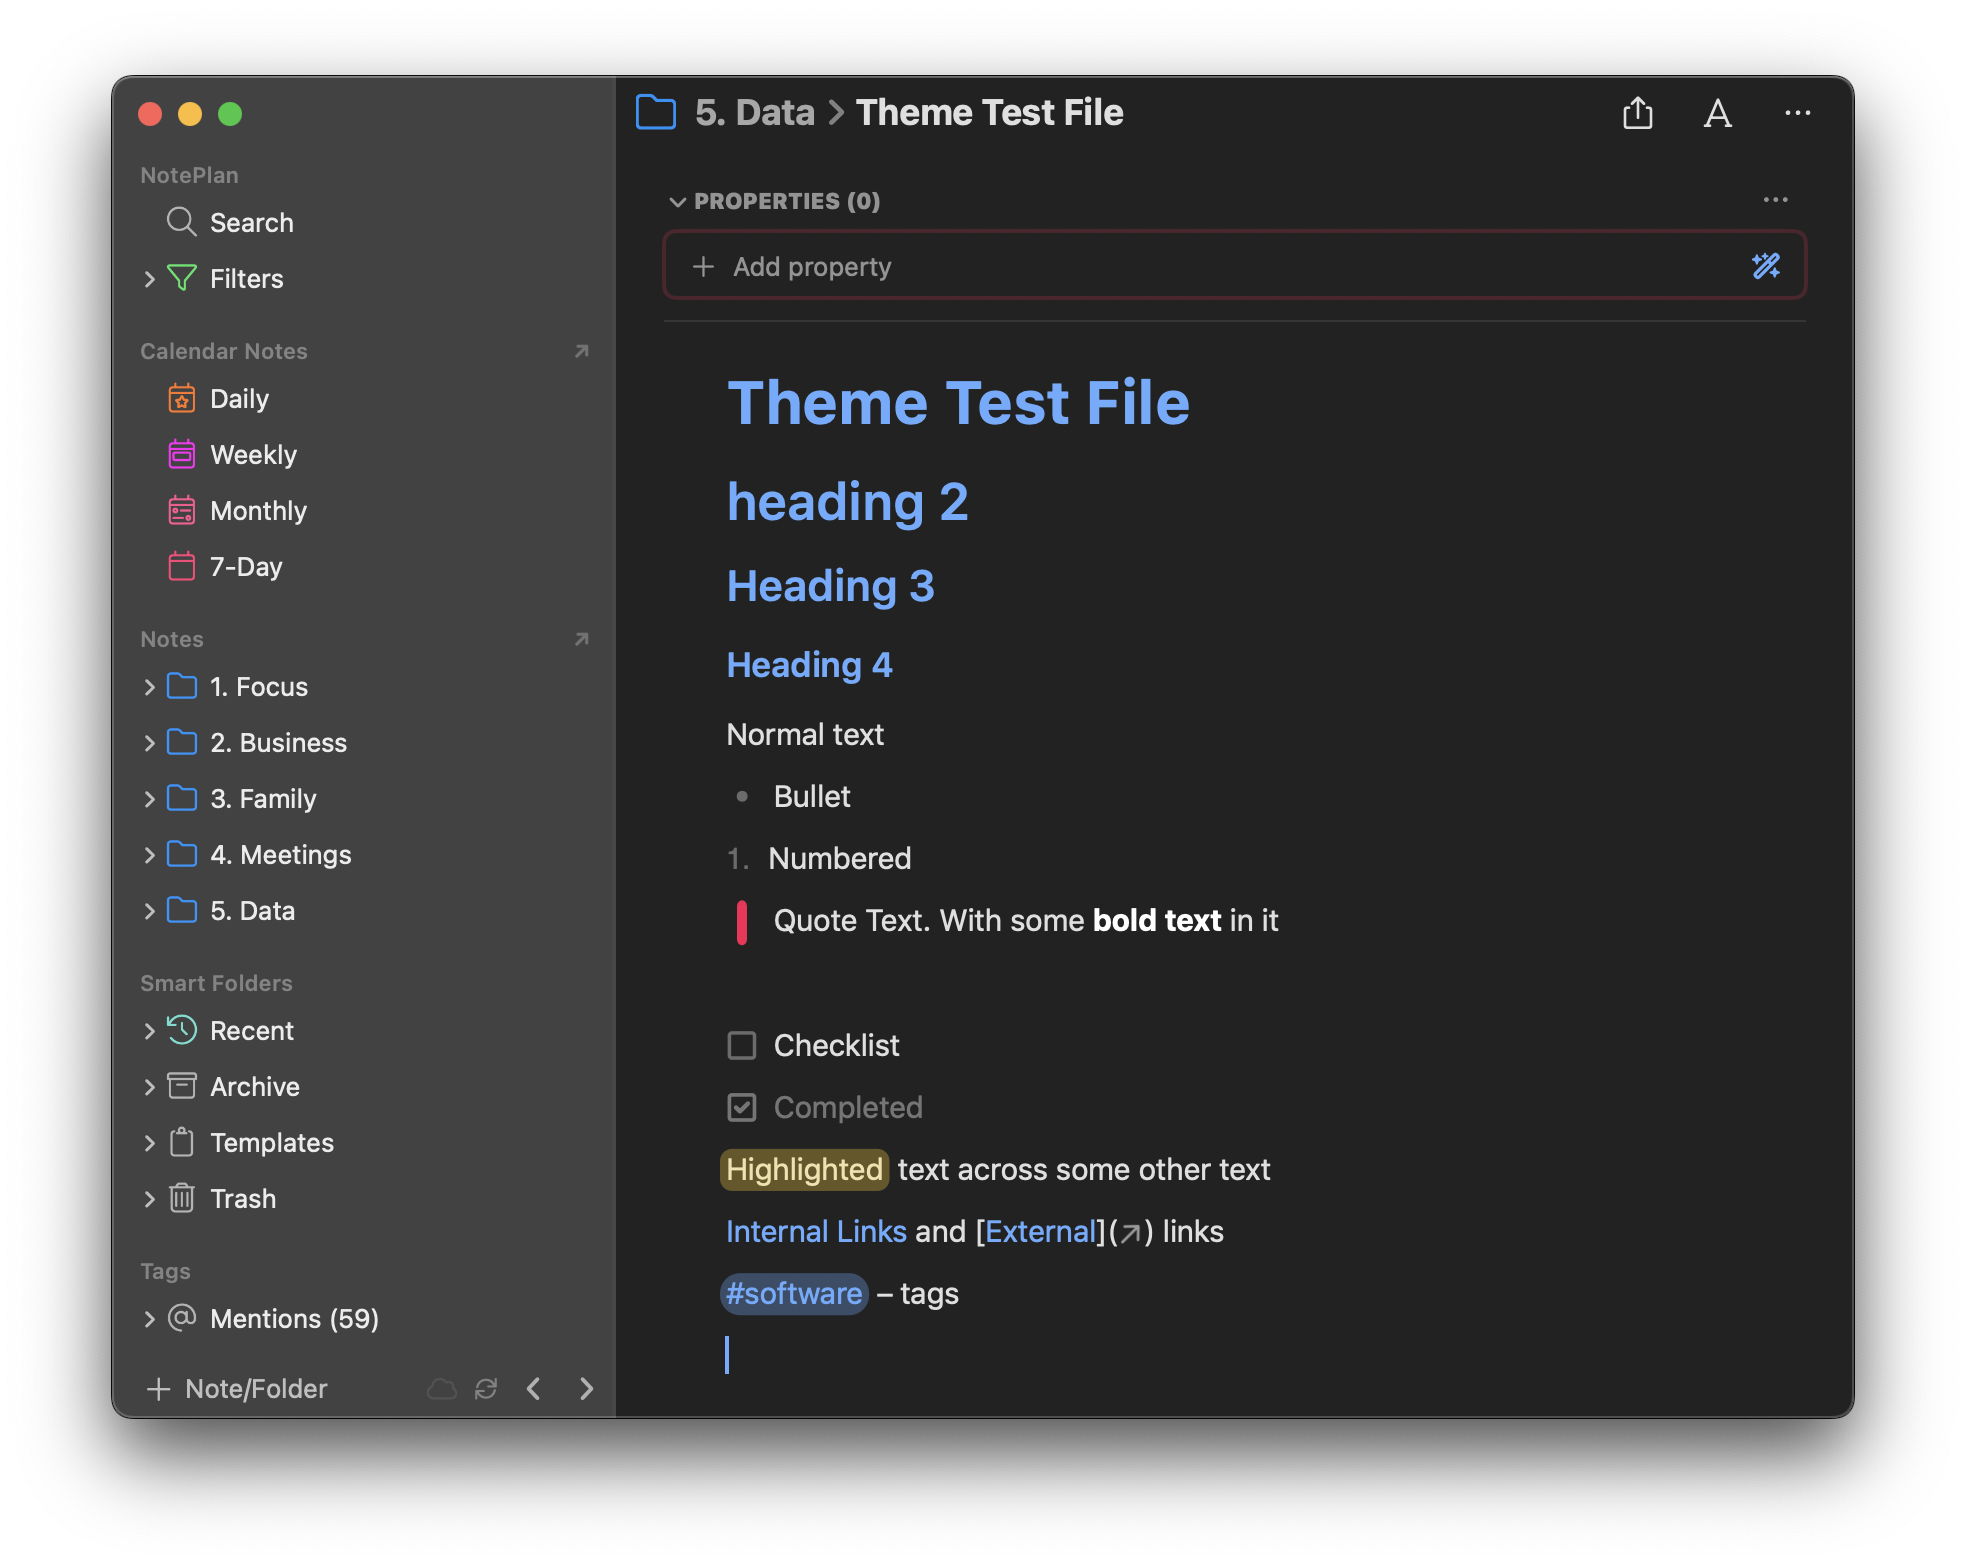 NotePlan
Search
Filters
Calendar Notes
Daily
Weekly
Monthly
7-Day
Notes
1. Focus
2. Business
3. Family
4. Meetings
5. Data
Smart Folders
Recent
Archive
Templates
Trash
Tags
@ Mentions (59)
+ Note/Folder
5. Data > Theme Test File
PROPERTIES (0)
+ Add property
Theme Test File
heading 2
Heading 3
Heading 4
Normal text
• Bullet
1. Numbered
Quote Text. With some bold text in it
Checklist
Completed
Highlighted text across some other text
Internal Links and [External](↗) links
#software – tags